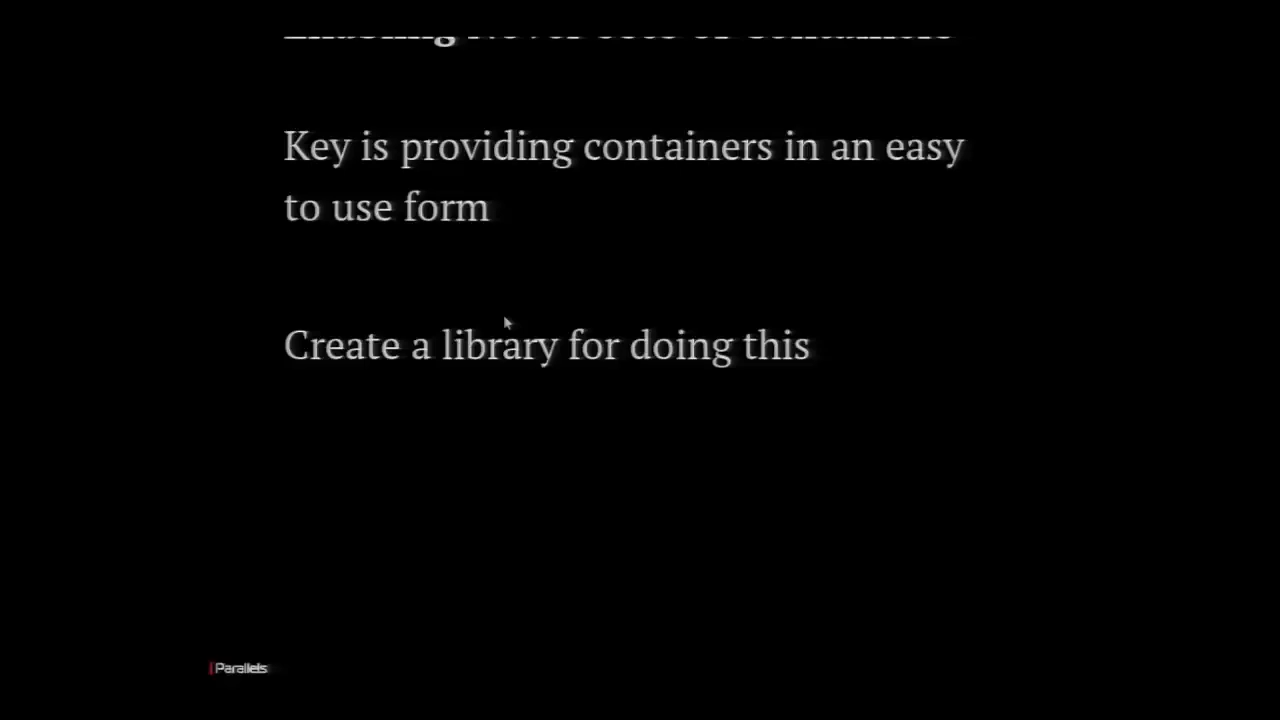 Key is providing containers in an easy
to use form
Create a library for doing this
Parallels